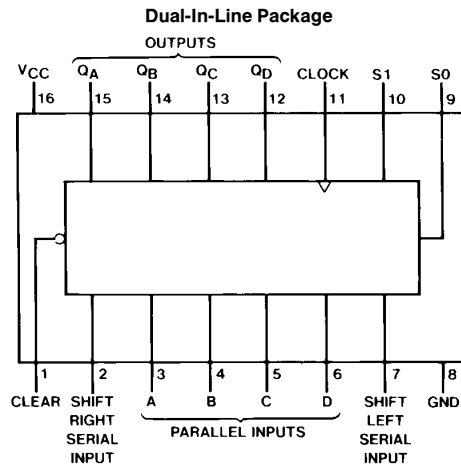 Dual-In-Line Package
OUTPUTS
VCC QA QB QC QD CLOCK S1 S0
16 15 14 13 12 11 10 9
1 2 3 4 5 6 7 8
CLEAR SHIFT RIGHT SERIAL INPUT A B C D SHIFT LEFT SERIAL INPUT GND
PARALLEL INPUTS